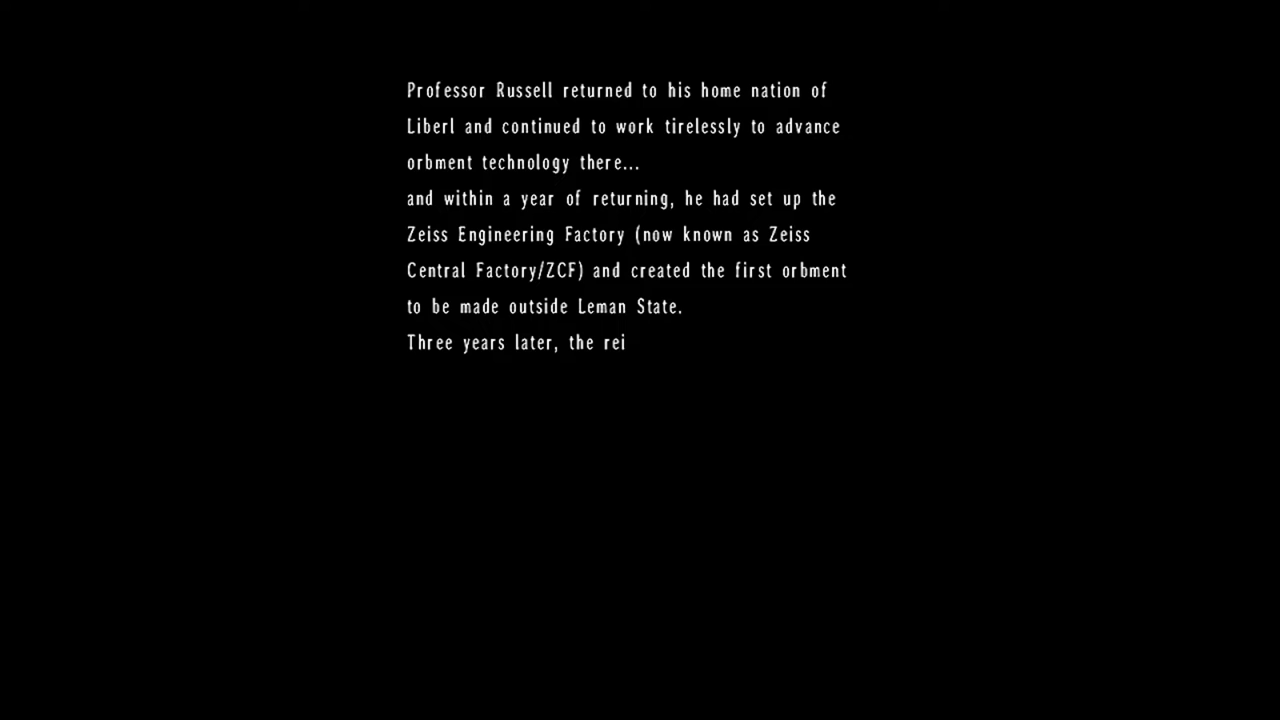 Professor Russell returned to his home nation of
Liberl and continued to work tirelessly to advance
orbment technology there...
and within a year of returning, he had set up the
Zeiss Engineering Factory (now known as Zeiss
Central Factory/ZCF) and created the first orbment
to be made outside Leman State.
Three years later, the rei